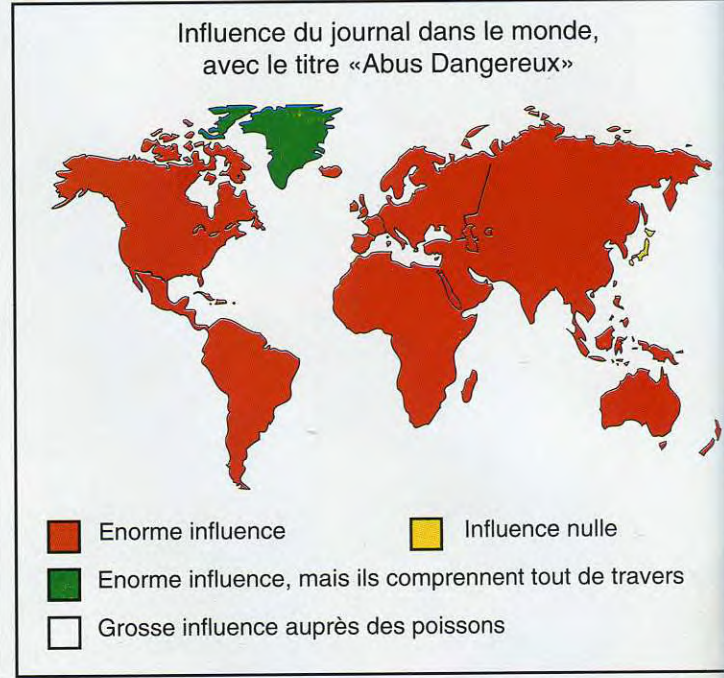 Influence du journal dans le monde,
avec le titre «Abus Dangereux»
Enorme influence
Influence nulle
Enorme influence, mais ils comprennent tout de travers
Grosse influence auprès des poissons